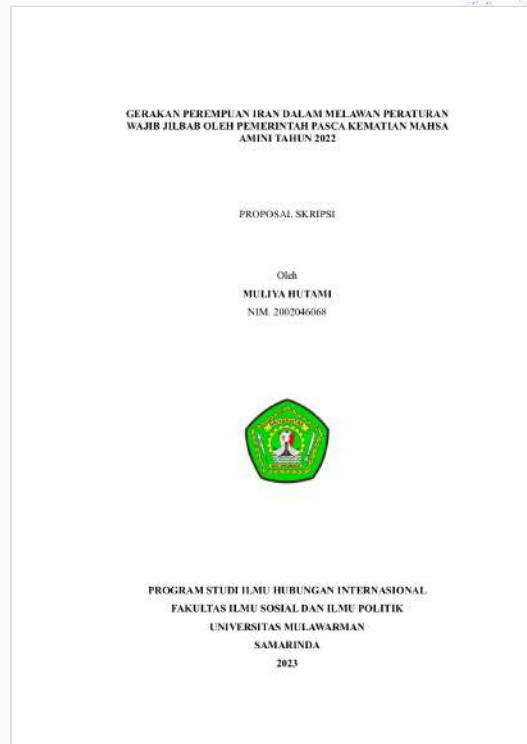 GERAKAN PEREMPUAN IRAN DALAM MELAWAN PERATURAN
WAJIB JILBAB OLEH PEMERINTAH PASCA KEMATIAN MAHSA
AMINI TAHUN 2022
PROPOSAL SKRIPSI
Oleh
MULIYA HUTAMI
NIM. 2002046068
PROGRAM STUDI ILMU HUBUNGAN INTERNASIONAL
FAKULTAS ILMU SOSIAL DAN ILMU POLITIK
UNIVERSITAS MULAWARMAN
SAMARINDA
2023